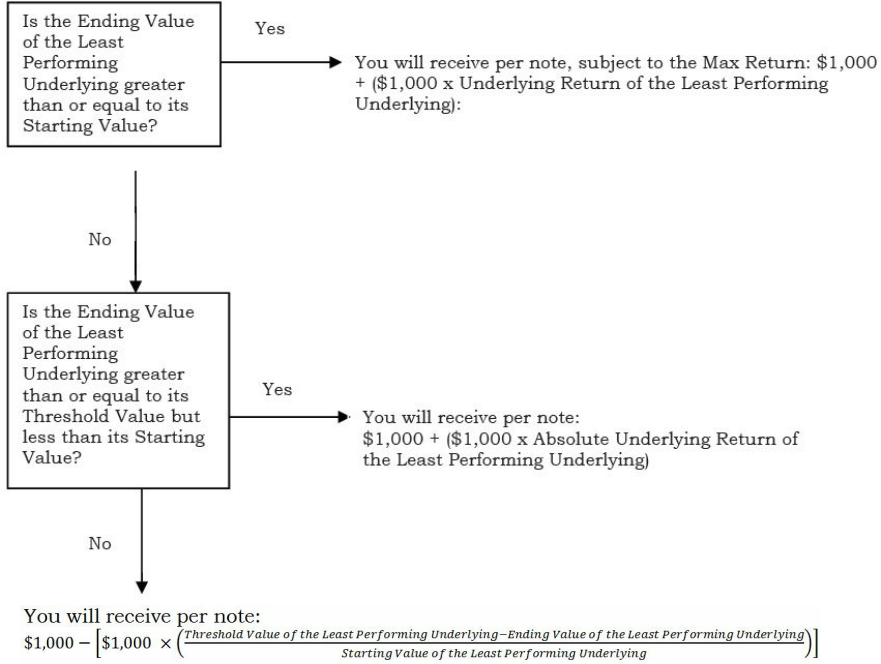 Is the Ending Value
of the Least
Performing
Underlying greater
than or equal to its
Starting Value?
Yes
You will receive per note, subject to the Max Return: $1,000
+ ($1,000 x Underlying Return of the Least Performing
Underlying):
No
Is the Ending Value
of the Least
Performing
Underlying greater
than or equal to its
Threshold Value but
less than its Starting
Value?
Yes
You will receive per note:
$1,000 + ($1,000 x Absolute Underlying Return of
the Least Performing Underlying)
No
You will receive per note:
$1,000 − [$1,000 × (Threshold Value of the Least Performing Underlying−Ending Value of the Least Performing Underlying
Starting Value of the Least Performing Underlying)]